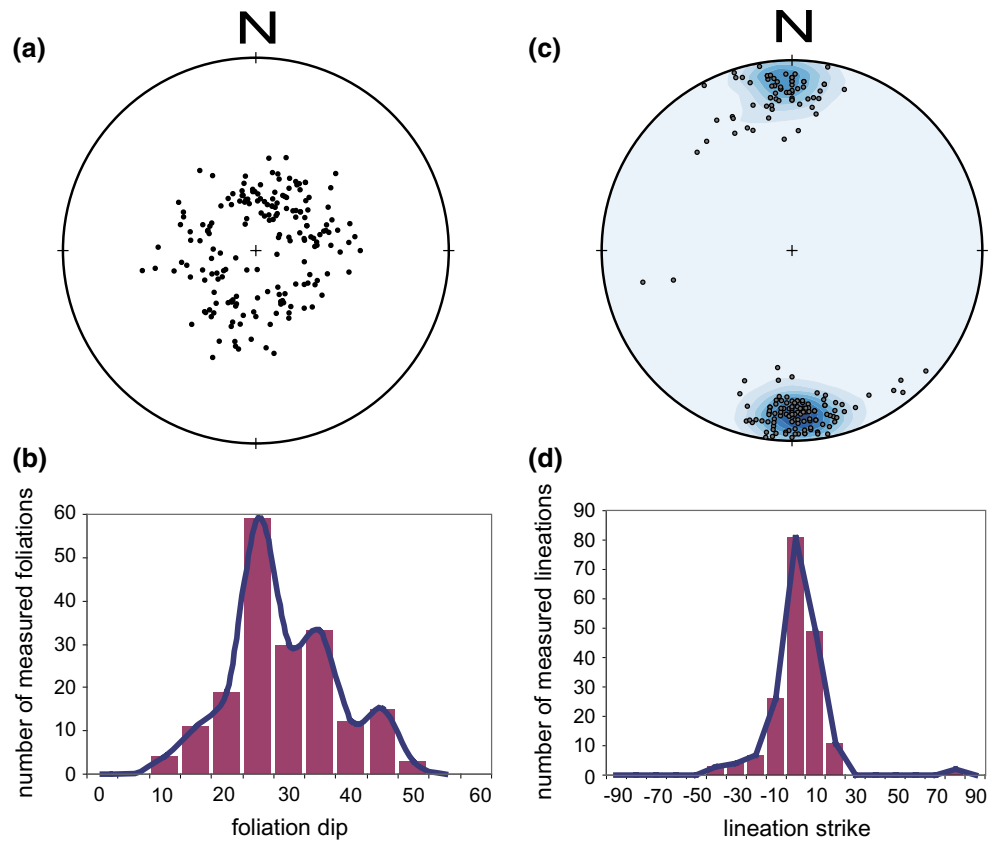 (a)
N
(c)
N
(b)
number of measured foliations
60
50
40
30
20
10
0
0 10 20 30 40 50 60
foliation dip
(d)
number of measured lineations
90
80
70
60
50
40
30
20
10
0
-90 -70 -50 -30 -10 10 30 50 70 90
lineation strike